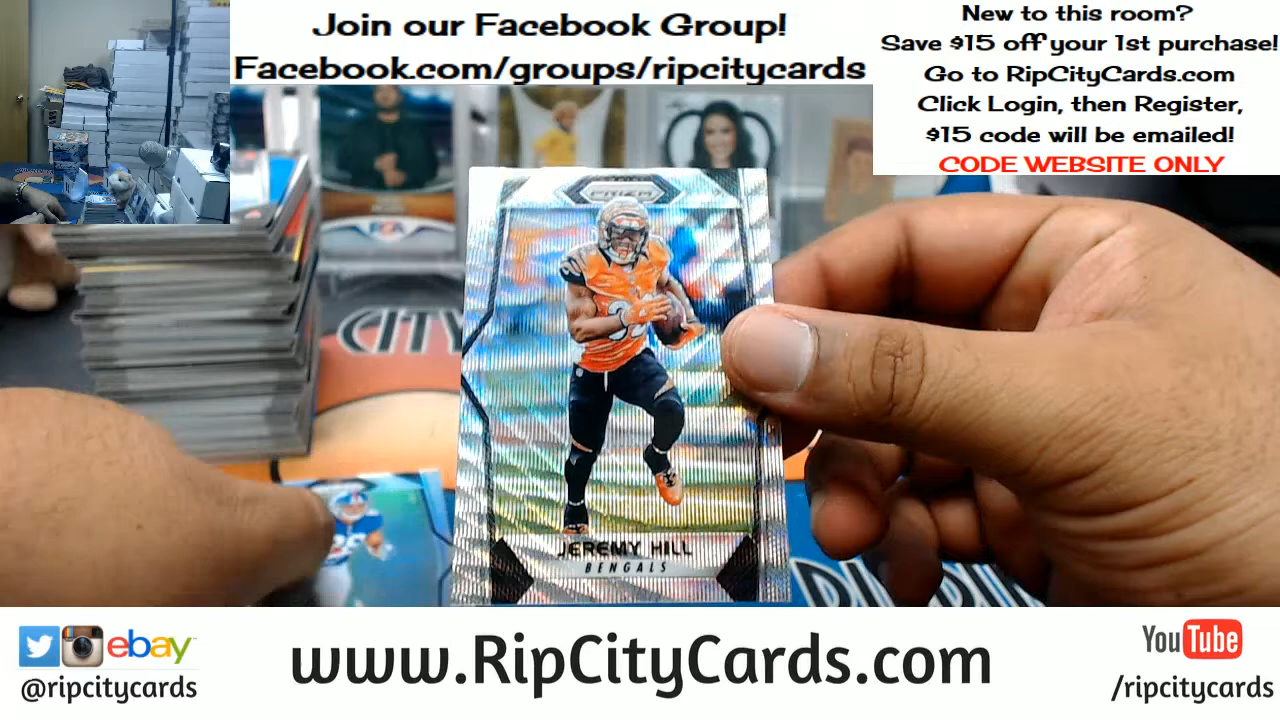 Join our Facebook Group!
Facebook.com/groups/ripcitycards
New to this room?
Save $15 off your 1st purchase!
Go to RipCityCards.com
Click Login, then Register,
$15 code will be emailed!
CODE WEBSITE ONLY
PRIZM
CITY
JEREMY HILL
BENGALS
ebay
@ripcitycards
www.RipCityCards.com
YouTube
/ripcitycards